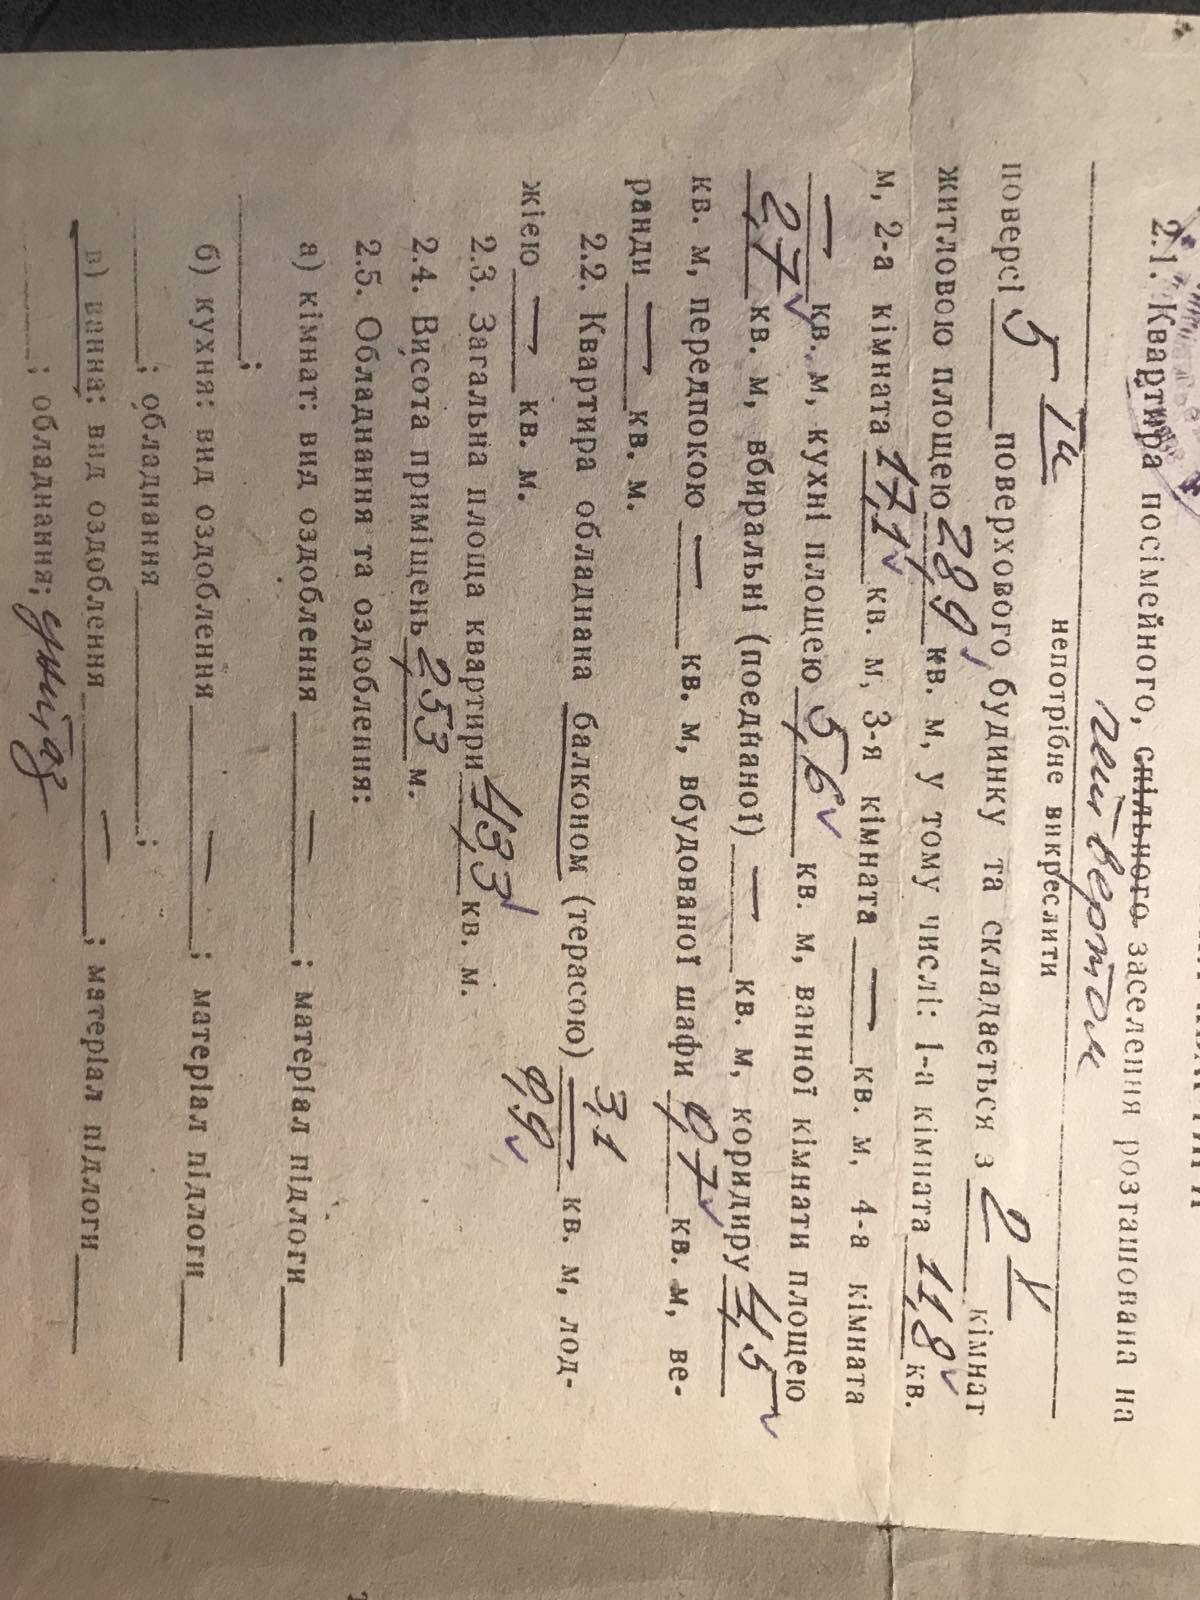 2.1. Квартира посімейного, спільного заселення розташована на
четвертом
непотрібне викреслити
поверсі 5 ти поверхового будинку та складається з 2 х кімнат
житловою площею 28,9 кв. м, у тому числі: 1-а кімната 11,8 кв.
м, 2-а кімната 17,1 кв. м, 3-я кімната — кв. м, 4-а кімната
— кв. м, кухні площею 5,6 кв. м, ванної кімнати площею
2,7 кв. м, вбиральні (поєднаної) — кв. м, коридиру 4,5
кв. м, передпокою — кв. м, вбудованої шафи 0,7 кв. м, ве-
ранди — кв. м.
3,1
2.2. Квартира обладнана балконом (терасою) — кв. м, лод-
0,9
жією — кв. м.
2.3. Загальна площа квартири 43,3 кв. м.
2.4. Висота приміщень 2,53 м.
2.5. Обладнання та оздоблення:
а) кімнат: вид оздоблення — ; матеріал підлоги
;
б) кухна: вид оздоблення — ; матеріал підлоги
; обладнання ;
в) ванна: вид оздоблення — ; матеріал підлоги
; обладнання; унитаз